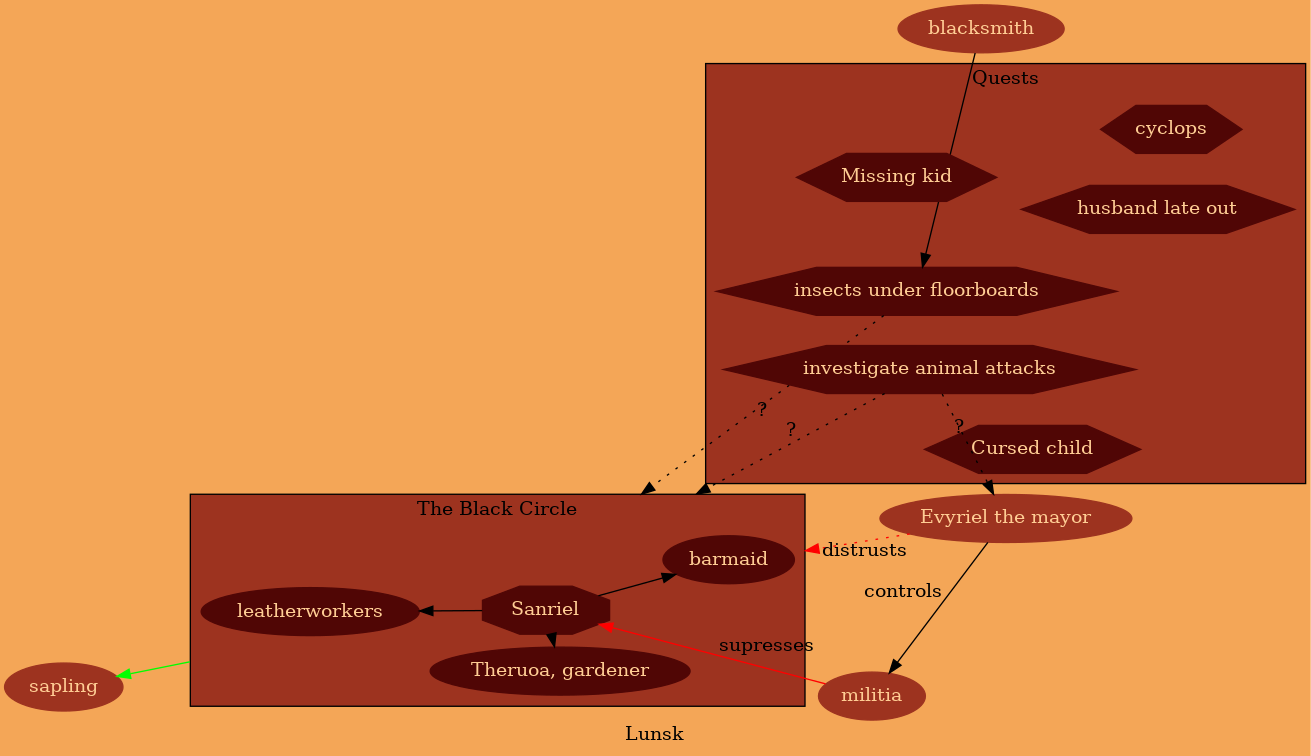 blacksmith
Quests
cyclops
Missing kid
husband late out
insects under floorboards
investigate animal attacks
?
?
?
Cursed child
The Black Circle
Evyriel the mayor
distrusts
barmaid
controls
leatherworkers
Sanriel
supresses
Theruoa, gardener
sapling
militia
Lunsk